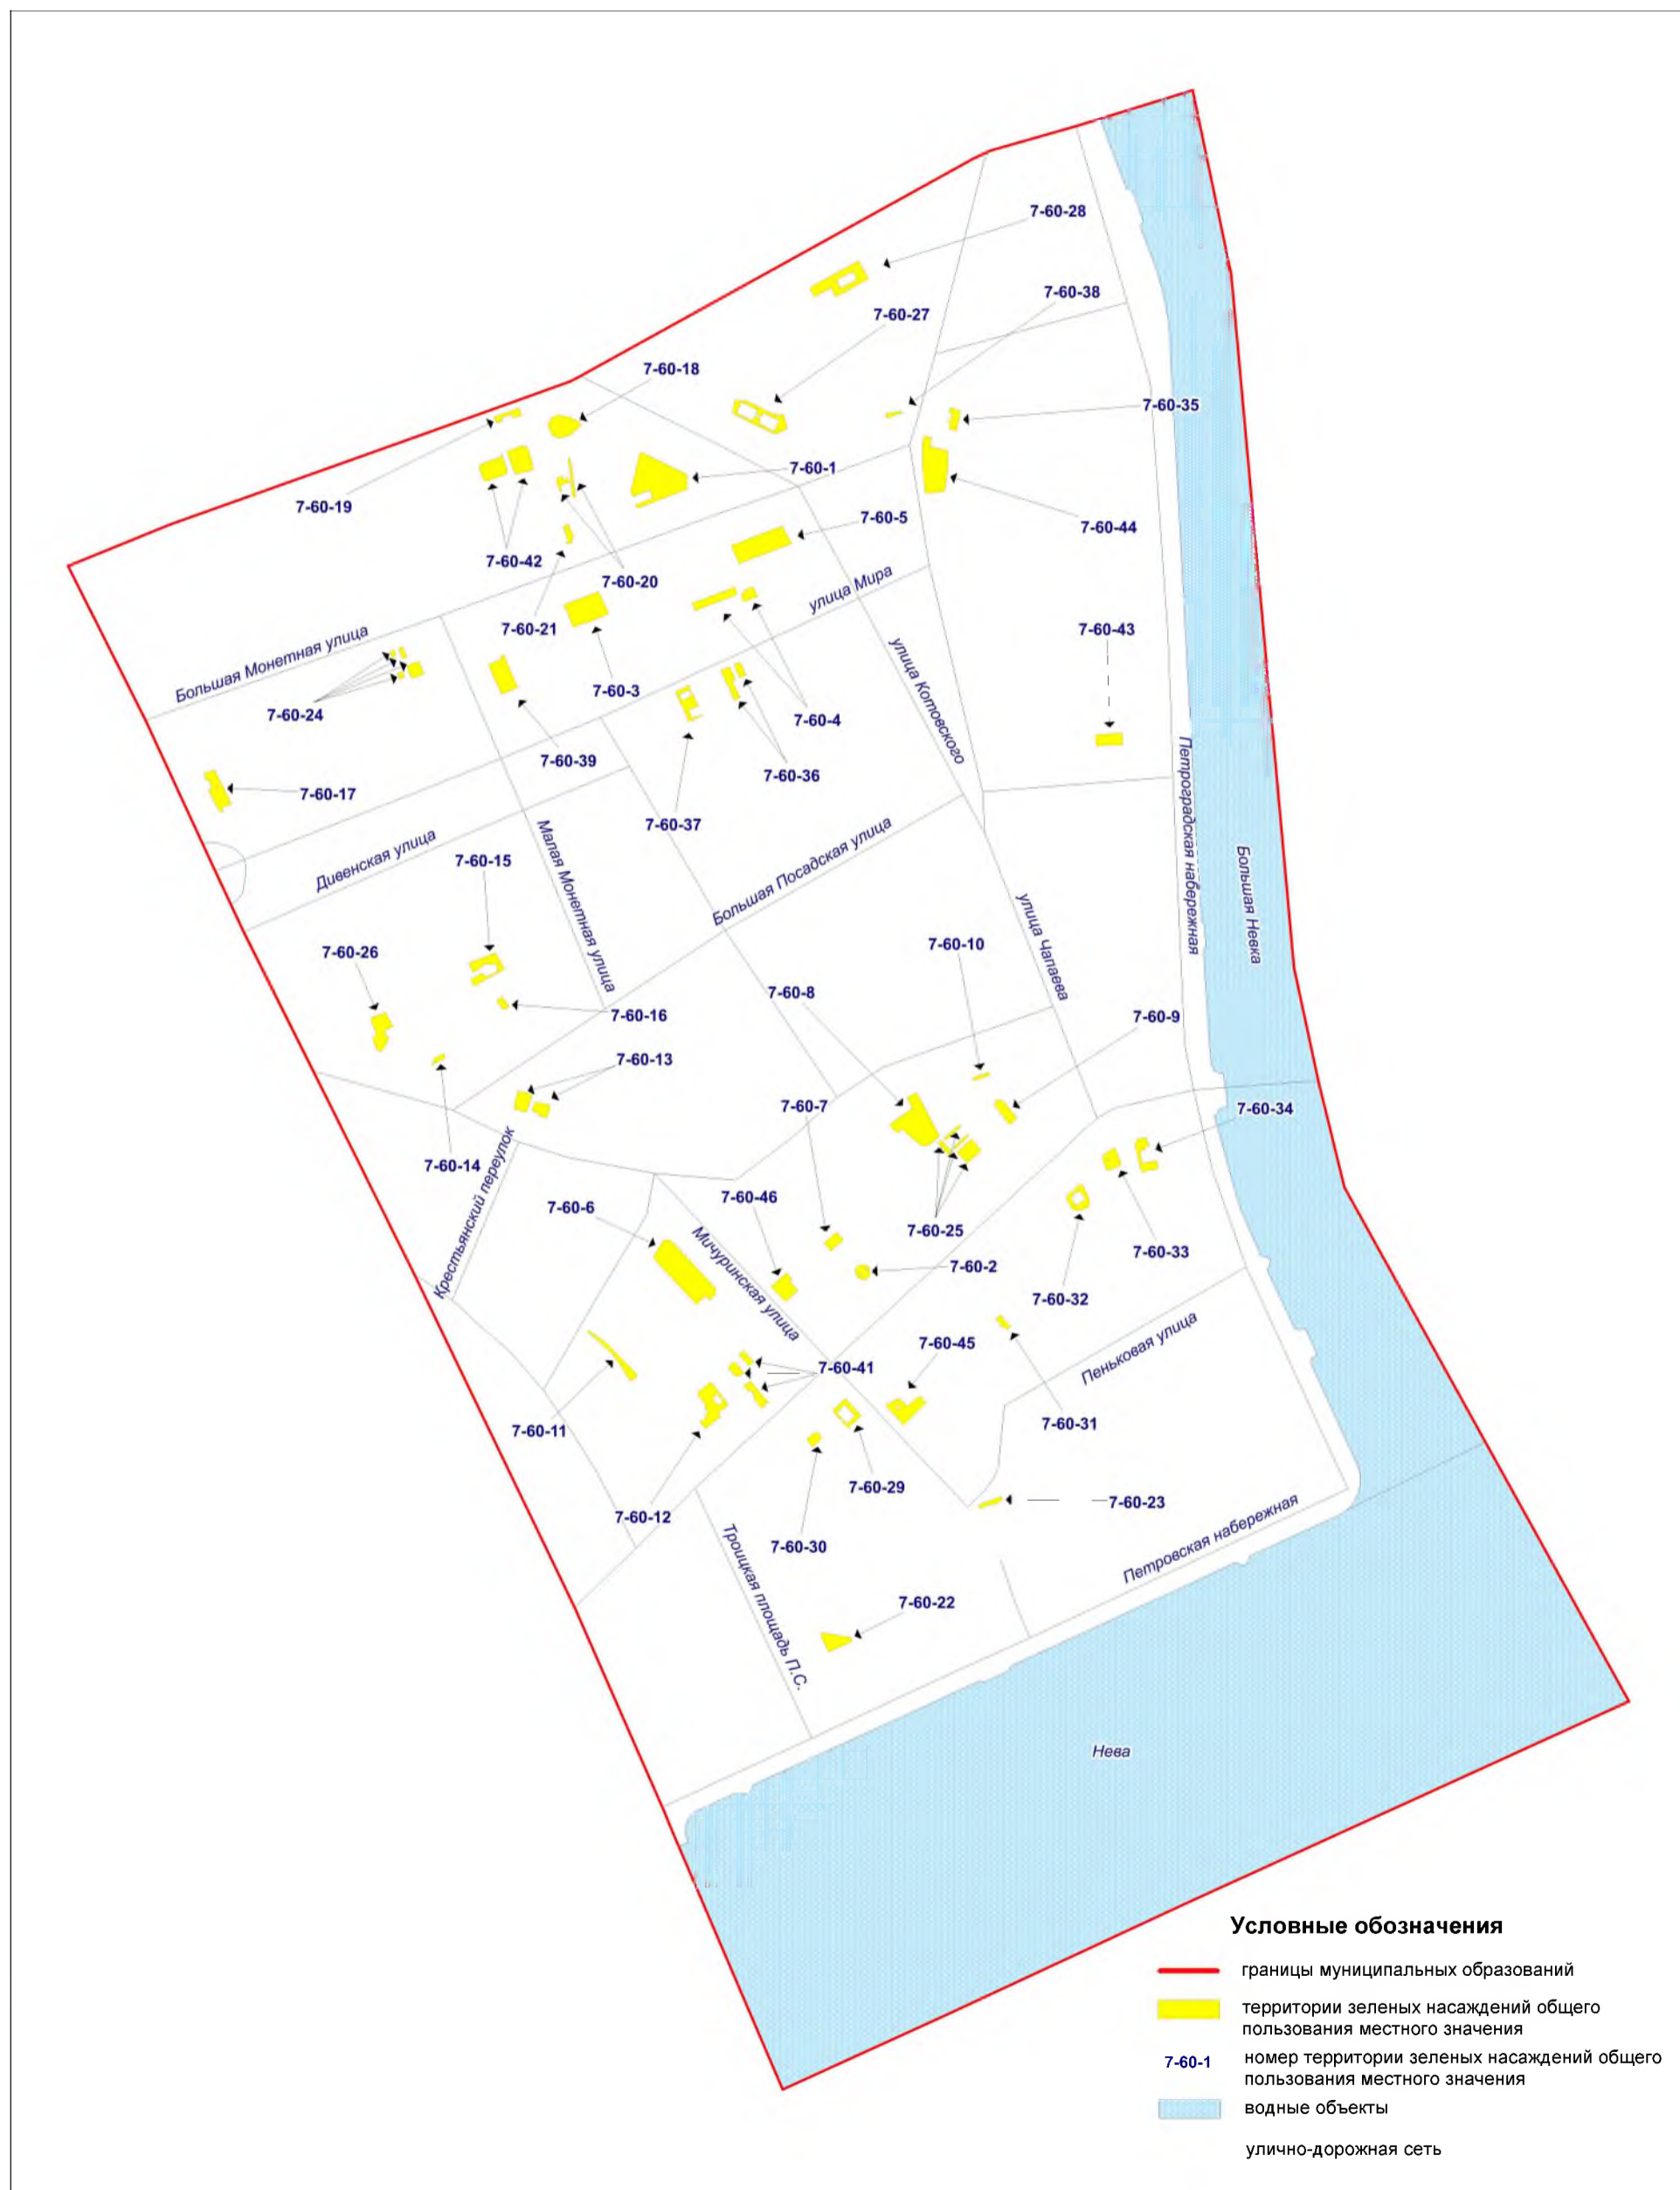 7-60-28
7-60-38
7-60-27
7-60-18
7-60-35
7-60-1
7-60-19
7-60-5
7-60-44
7-60-42
7-60-20
улица Мира
7-60-21
7-60-43
Большая Монетная улица
7-60-3
7-60-24
7-60-4
улица Котовского
7-60-39
7-60-36
7-60-17
7-60-37
Петроградская набережная
Дивенская улица
7-60-15
Малая Монетная улица
Большая Посадская улица
Большая Невка
7-60-26
7-60-10
улица Чапаева
7-60-8
7-60-16
7-60-9
7-60-13
7-60-7
7-60-34
7-60-14
Крестьянский переулок
7-60-46
7-60-6
7-60-25
7-60-33
Мичуринская улица
7-60-2
7-60-32
7-60-45
Пеньковая улица
7-60-41
7-60-11
7-60-31
7-60-29
7-60-23
7-60-12
7-60-30
Петровская набережная
Троицкая площадь П.С.
7-60-22
Нева
Условные обозначения
границы муниципальных образований
территории зеленых насаждений общего
пользования местного значения
7-60-1
номер территории зеленых насаждений общего
пользования местного значения
водные объекты
улично-дорожная сеть